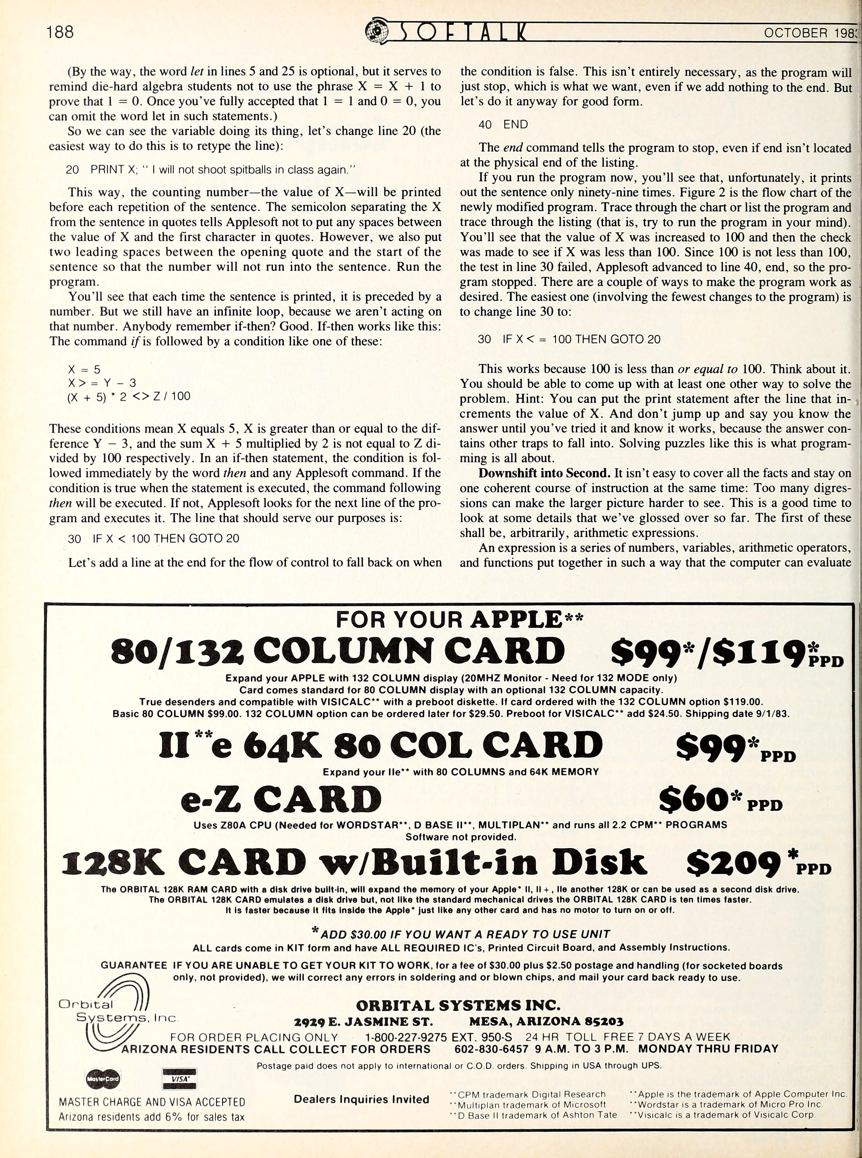 188
SOFTALK
OCTOBER 198
(By the way, the word let in lines 5 and 25 is optional, but it serves to
remind die-hard algebra students not to use the phrase X = X + 1 to
prove that 1 = 0. Once you've fully accepted that 1 = 1 and 0 = 0, you
can omit the word let in such statements.)
So we can see the variable doing its thing, let's change line 20 (the
easiest way to do this is to retype the line):
20 PRINT X; " I will not shoot spitballs in class again."
This way, the counting number—the value of X—will be printed
before each repetition of the sentence. The semicolon separating the X
from the sentence in quotes tells Applesoft not to put any spaces between
the value of X and the first character in quotes. However, we also put
two leading spaces between the opening quote and the start of the
sentence so that the number will not run into the sentence. Run the
program.
You'll see that each time the sentence is printed, it is preceded by a
number. But we still have an infinite loop, because we aren't acting on
that number. Anybody remember if-then? Good. If-then works like this:
The command if is followed by a condition like one of these:
X = 5
X > = Y − 3
(X + 5) * 2 <> Z / 100
These conditions mean X equals 5, X is greater than or equal to the dif-
ference Y − 3, and the sum X + 5 multiplied by 2 is not equal to Z di-
vided by 100 respectively. In an if-then statement, the condition is fol-
lowed immediately by the word then and any Applesoft command. If the
condition is true when the statement is executed, the command following
then will be executed. If not, Applesoft looks for the next line of the pro-
gram and executes it. The line that should serve our purposes is:
30 IF X < 100 THEN GOTO 20
Let's add a line at the end for the flow of control to fall back on when
the condition is false. This isn't entirely necessary, as the program will
just stop, which is what we want, even if we add nothing to the end. But
let's do it anyway for good form.
40 END
The end command tells the program to stop, even if end isn't located
at the physical end of the listing.
If you run the program now, you'll see that, unfortunately, it prints
out the sentence only ninety-nine times. Figure 2 is the flow chart of the
newly modified program. Trace through the chart or list the program and
trace through the listing (that is, try to run the program in your mind).
You'll see that the value of X was increased to 100 and then the check
was made to see if X was less than 100. Since 100 is not less than 100,
the test in line 30 failed, Applesoft advanced to line 40, end, so the pro-
gram stopped. There are a couple of ways to make the program work as
desired. The easiest one (involving the fewest changes to the program) is
to change line 30 to:
30 IF X < = 100 THEN GOTO 20
This works because 100 is less than or equal to 100. Think about it.
You should be able to come up with at least one other way to solve the
problem. Hint: You can put the print statement after the line that in-
crements the value of X. And don't jump up and say you know the
answer until you've tried it and know it works, because the answer con-
tains other traps to fall into. Solving puzzles like this is what program-
ming is all about.
Downshift into Second. It isn't easy to cover all the facts and stay on
one coherent course of instruction at the same time: Too many digres-
sions can make the larger picture harder to see. This is a good time to
look at some details that we've glossed over so far. The first of these
shall be, arbitrarily, arithmetic expressions.
An expression is a series of numbers, variables, arithmetic operators,
and functions put together in such a way that the computer can evaluate
FOR YOUR APPLE**
80/132 COLUMN CARD $99*/$119*PPD
Expand your APPLE with 132 COLUMN display (20MHZ Monitor - Need for 132 MODE only)
Card comes standard for 80 COLUMN display with an optional 132 COLUMN capacity.
True desenders and compatible with VISICALC** with a preboot diskette. If card ordered with the 132 COLUMN option $119.00.
Basic 80 COLUMN $99.00. 132 COLUMN option can be ordered later for $29.50. Preboot for VISICALC** add $24.50. Shipping date 9/1/83.
II**e 64K 80 COL CARD $99*PPD
Expand your IIe** with 80 COLUMNS and 64K MEMORY
e-Z CARD $60*PPD
Uses Z80A CPU (Needed for WORDSTAR**, D BASE II**, MULTIPLAN** and runs all 2.2 CPM** PROGRAMS
Software not provided.
128K CARD w/Built-in Disk $209*PPD
The ORBITAL 128K RAM CARD with a disk drive built-in, will expand the memory of your Apple* II, II+, IIe another 128K or can be used as a second disk drive.
The ORBITAL 128K CARD emulates a disk drive but, not like the standard mechanical drives the ORBITAL 128K CARD is ten times faster.
It is faster because it fits inside the Apple* just like any other card and has no motor to turn on or off.
*ADD $30.00 IF YOU WANT A READY TO USE UNIT
ALL cards come in KIT form and have ALL REQUIRED IC's, Printed Circuit Board, and Assembly Instructions.
GUARANTEE IF YOU ARE UNABLE TO GET YOUR KIT TO WORK, for a fee of $30.00 plus $2.50 postage and handling (for socketed boards
only, not provided), we will correct any errors in soldering and or blown chips, and mail your card back ready to use.
Orbital
Systems, Inc.
ORBITAL SYSTEMS INC.
2929 E. JASMINE ST. MESA, ARIZONA 85203
FOR ORDER PLACING ONLY 1-800-227-9275 EXT. 950-S 24 HR TOLL FREE 7 DAYS A WEEK
ARIZONA RESIDENTS CALL COLLECT FOR ORDERS 602-830-6457 9 A.M. TO 3 P.M. MONDAY THRU FRIDAY
Postage paid does not apply to international or C.O.D. orders. Shipping in USA through UPS.
MasterCard
VISA
MASTER CHARGE AND VISA ACCEPTED
Arizona residents add 6% for sales tax
Dealers Inquiries Invited
**CPM trademark Digital Research
**Multiplan trademark of Microsoft
**D Base II trademark of Ashton Tate
**Apple is the trademark of Apple Computer Inc.
**Wordstar is a trademark of Micro Pro Inc.
**Visicalc is a trademark of Visicalc Corp.